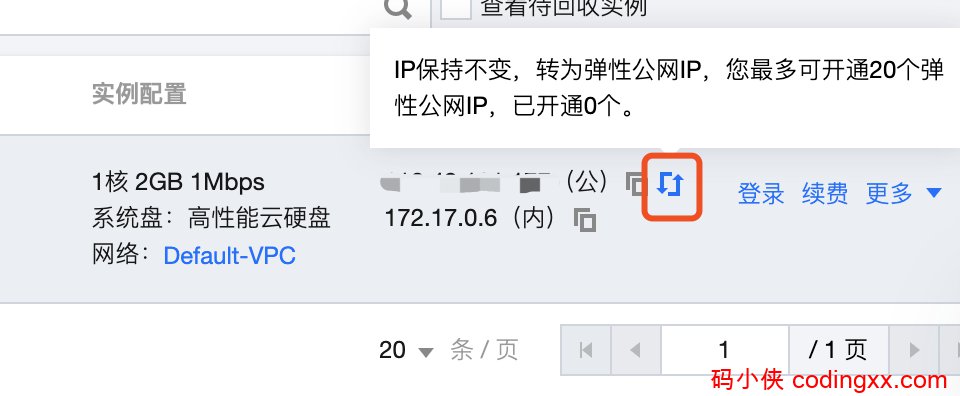 查看待回收实例
IP保持不变，转为弹性公网IP，您最多可开通20个弹
性公网IP，已开通0个。
实例配置
1核 2GB 1Mbps
系统盘：高性能云硬盘
网络：Default-VPC
（公）
172.17.0.6（内）
登录 续费 更多
20 条 / 页
1 / 1 页
码小侠 codingxx.com